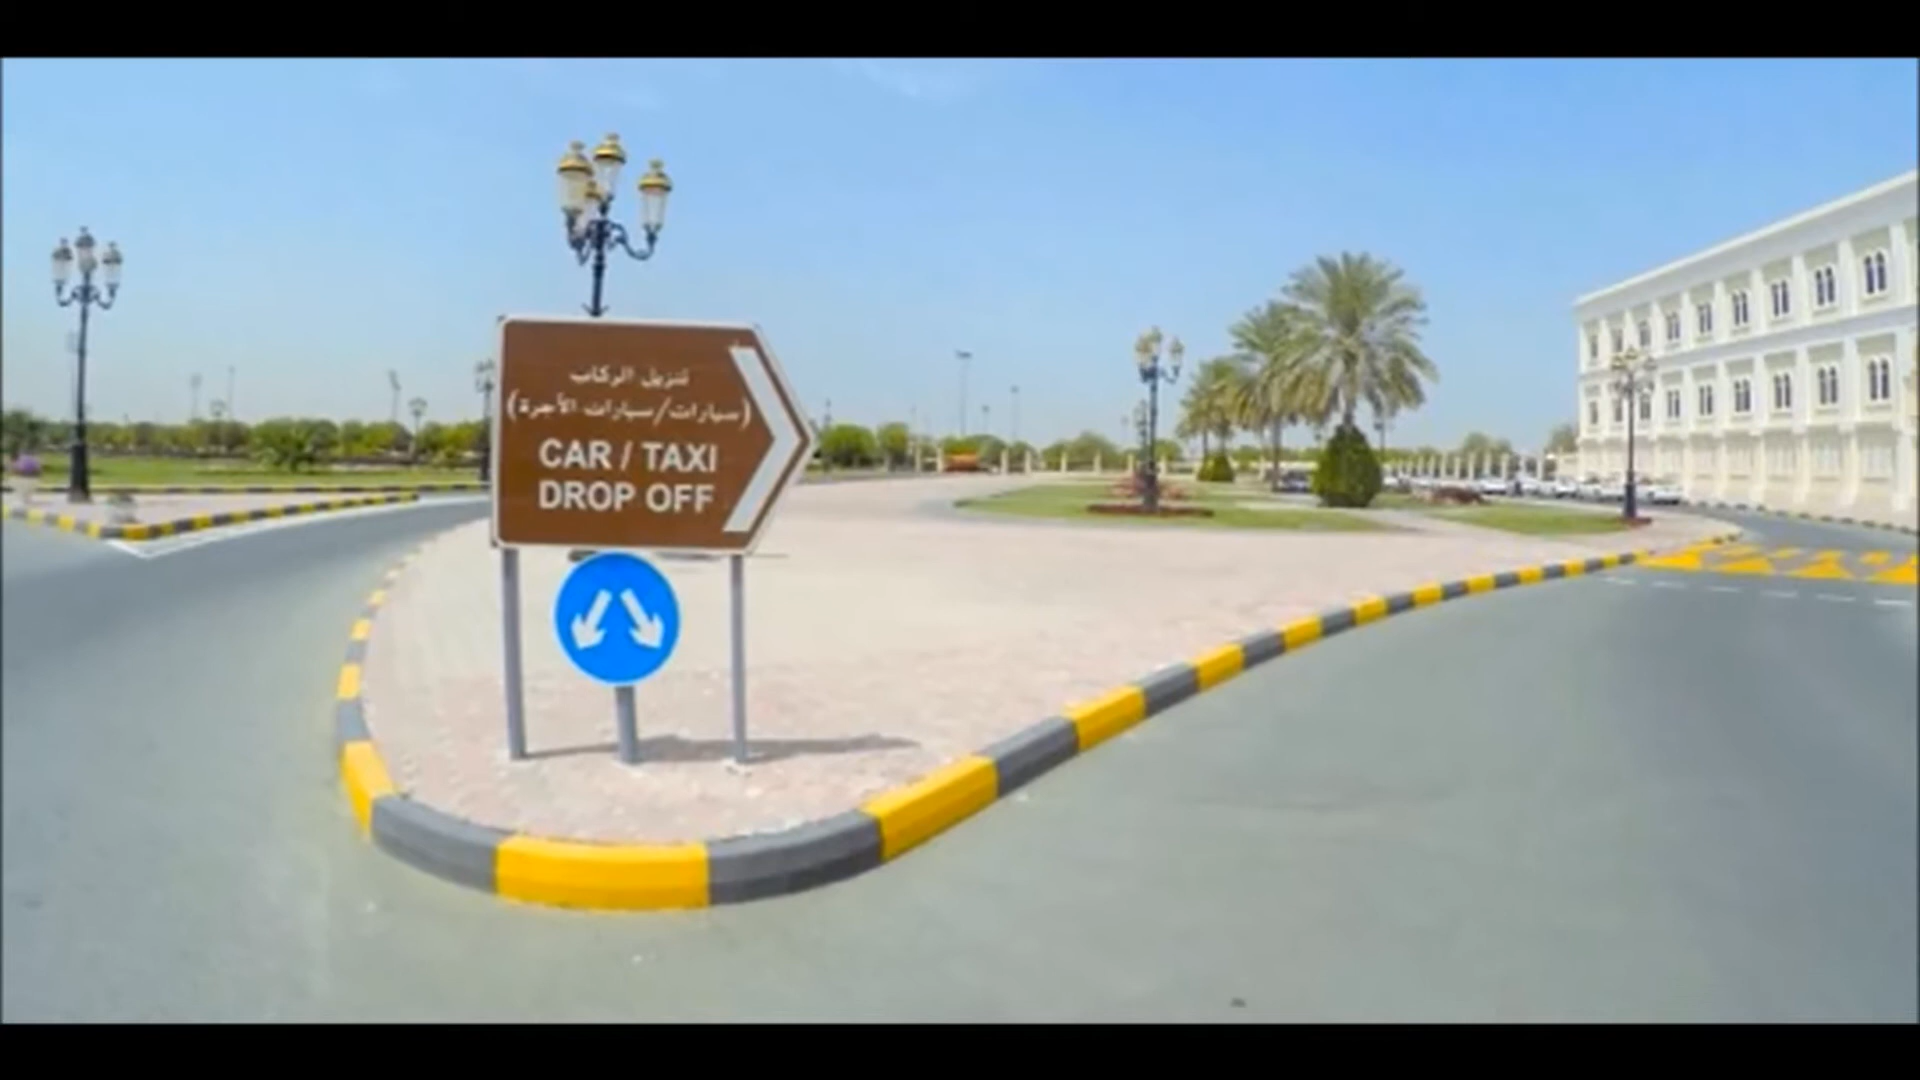 تنزيل الركاب
(سيارات/سيارات الأجرة)
CAR / TAXI
DROP OFF